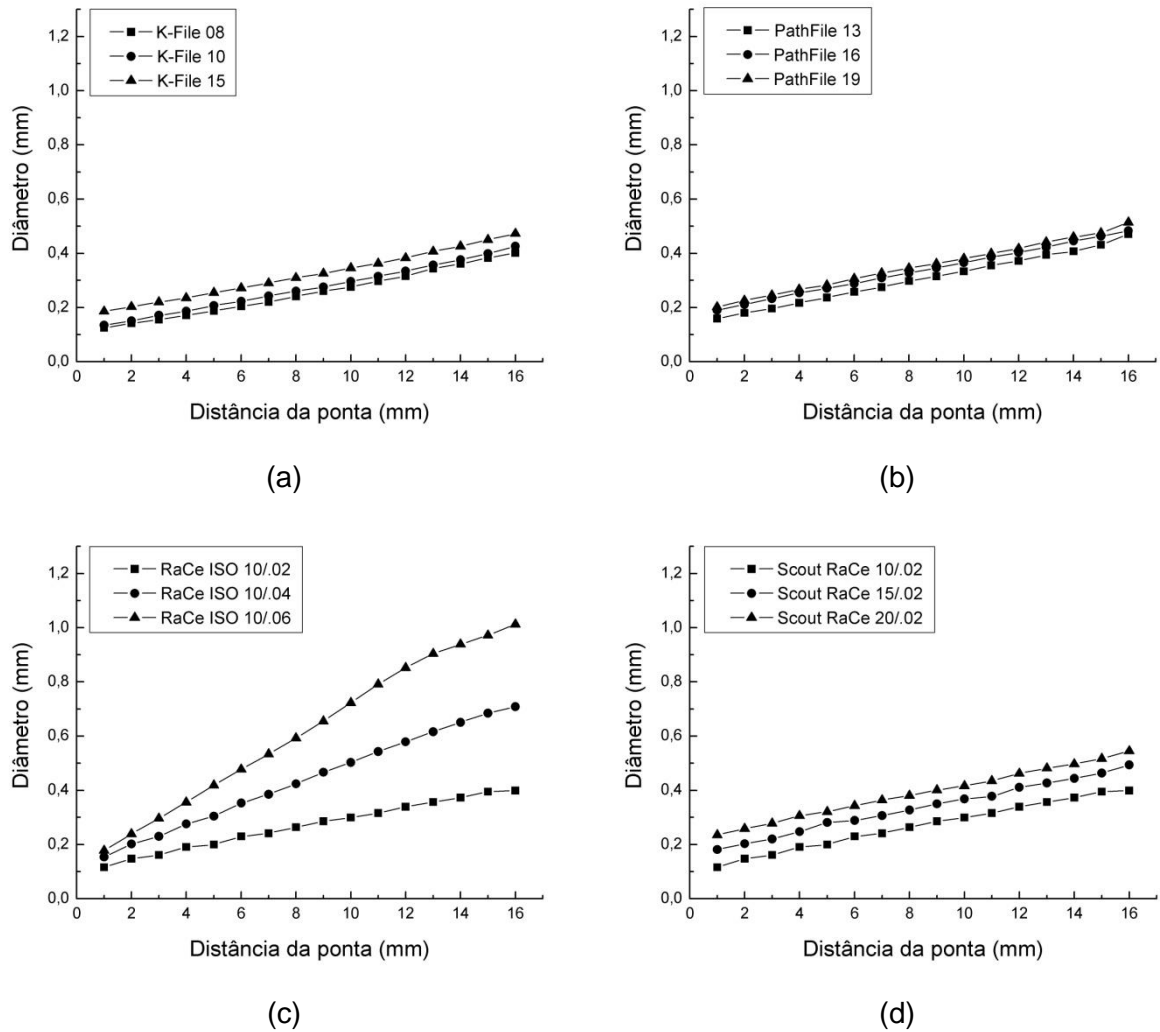 1,2
1,0
0,8
0,6
0,4
0,2
0,0
Diâmetro (mm)
K-File 08
K-File 10
K-File 15
0 2 4 6 8 10 12 14 16
Distância da ponta (mm)
(a)
1,2
1,0
0,8
0,6
0,4
0,2
0,0
Diâmetro (mm)
PathFile 13
PathFile 16
PathFile 19
0 2 4 6 8 10 12 14 16
Distância da ponta (mm)
(b)
1,2
1,0
0,8
0,6
0,4
0,2
0,0
Diâmetro (mm)
RaCe ISO 10/.02
RaCe ISO 10/.04
RaCe ISO 10/.06
0 2 4 6 8 10 12 14 16
Distância da ponta (mm)
(c)
1,2
1,0
0,8
0,6
0,4
0,2
0,0
Diâmetro (mm)
Scout RaCe 10/.02
Scout RaCe 15/.02
Scout RaCe 20/.02
0 2 4 6 8 10 12 14 16
Distância da ponta (mm)
(d)